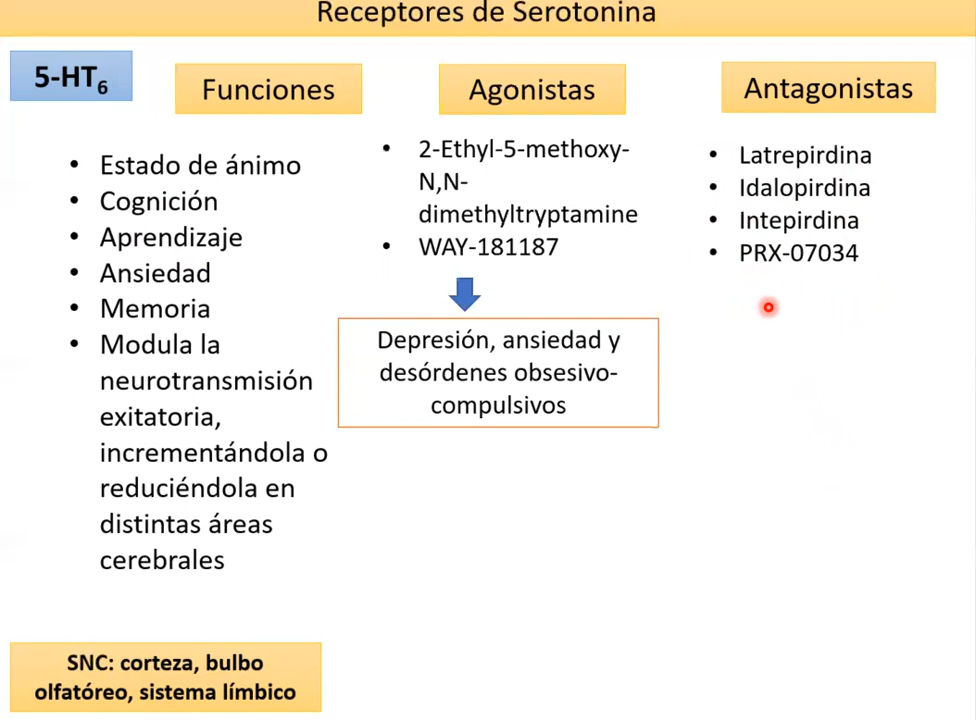 Receptores de Serotonina
5-HT6
Funciones
Agonistas
Antagonistas
• Estado de ánimo
• Cognición
• Aprendizaje
• Ansiedad
• Memoria
• Modula la
neurotransmisión
exitatoria,
incrementándola o
reduciéndola en
distintas áreas
cerebrales
• 2-Ethyl-5-methoxy-
N,N-
dimethyltryptamine
• WAY-181187
Depresión, ansiedad y
desórdenes obsesivo-
compulsivos
• Latrepirdina
• Idalopirdina
• Intepirdina
• PRX-07034
SNC: corteza, bulbo
olfatóreo, sistema límbico